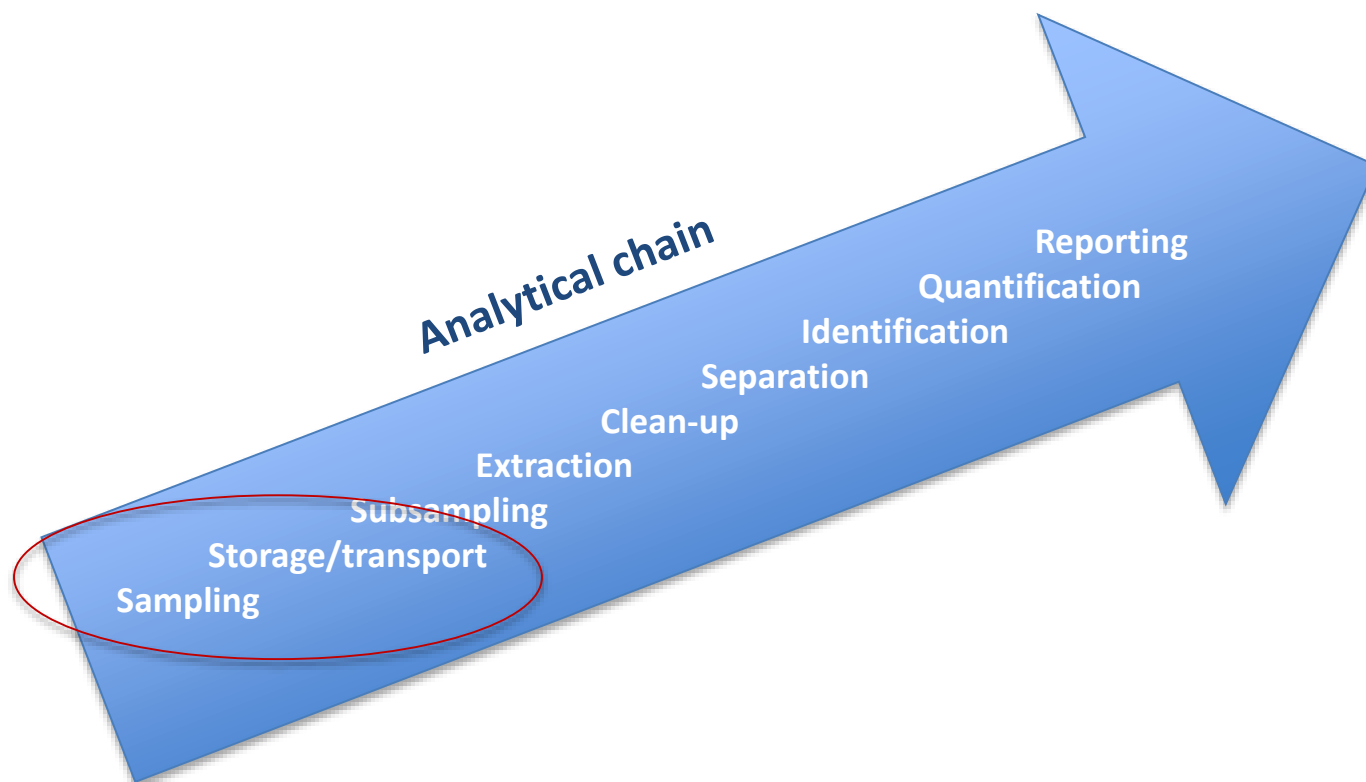 Analytical chain
Reporting
Quantification
Identification
Separation
Clean-up
Extraction
Subsampling
Storage/transport
Sampling